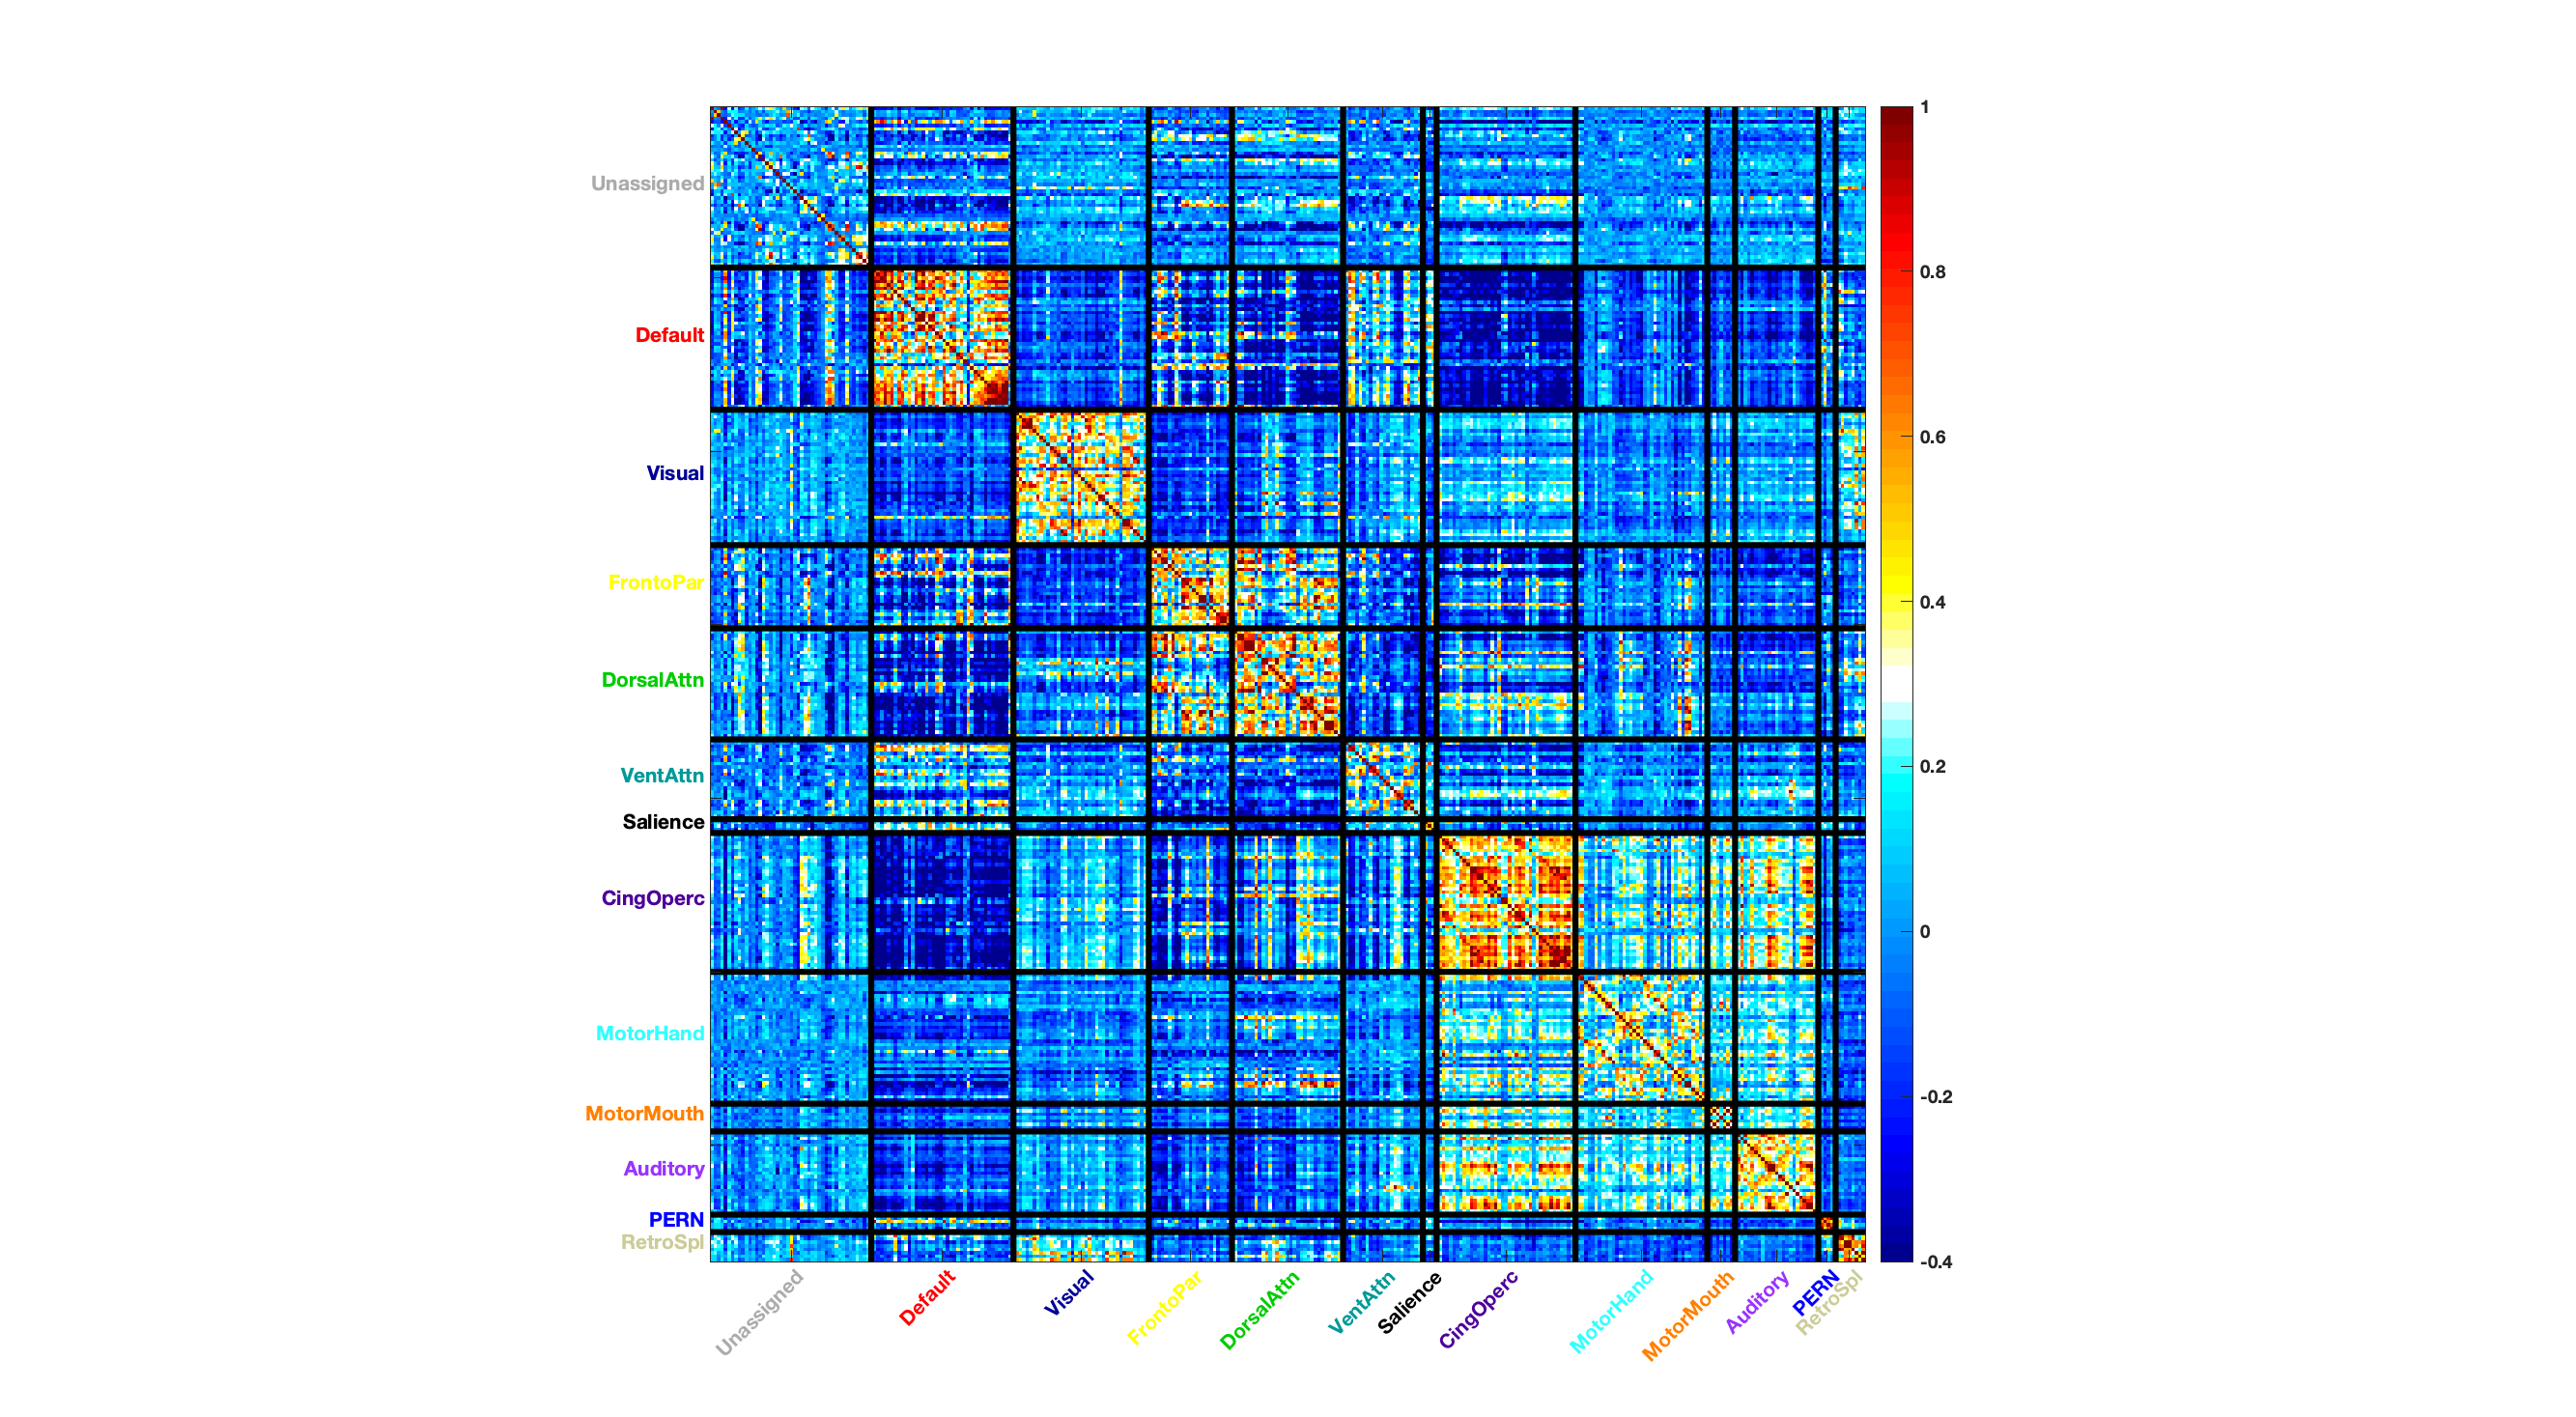 Unassigned
Default
Visual
FrontoPar
DorsalAttn
VentAttn
Salience
CingOperc
MotorHand
MotorMouth
Auditory
PERN
RetroSpl
Unassigned
Default
Visual
FrontoPar
DorsalAttn
VentAttn
Salience
CingOperc
MotorHand
MotorMouth
Auditory
PERN
RetroSpl
1
0.8
0.6
0.4
0.2
0
-0.2
-0.4